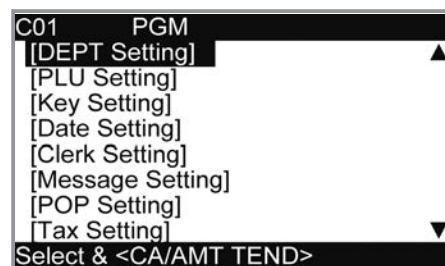 C01 PGM
[DEPT Setting]
[PLU Setting]
[Key Setting]
[Date Setting]
[Clerk Setting]
[Message Setting]
[POP Setting]
[Tax Setting]
Select & <CA/AMT TEND>